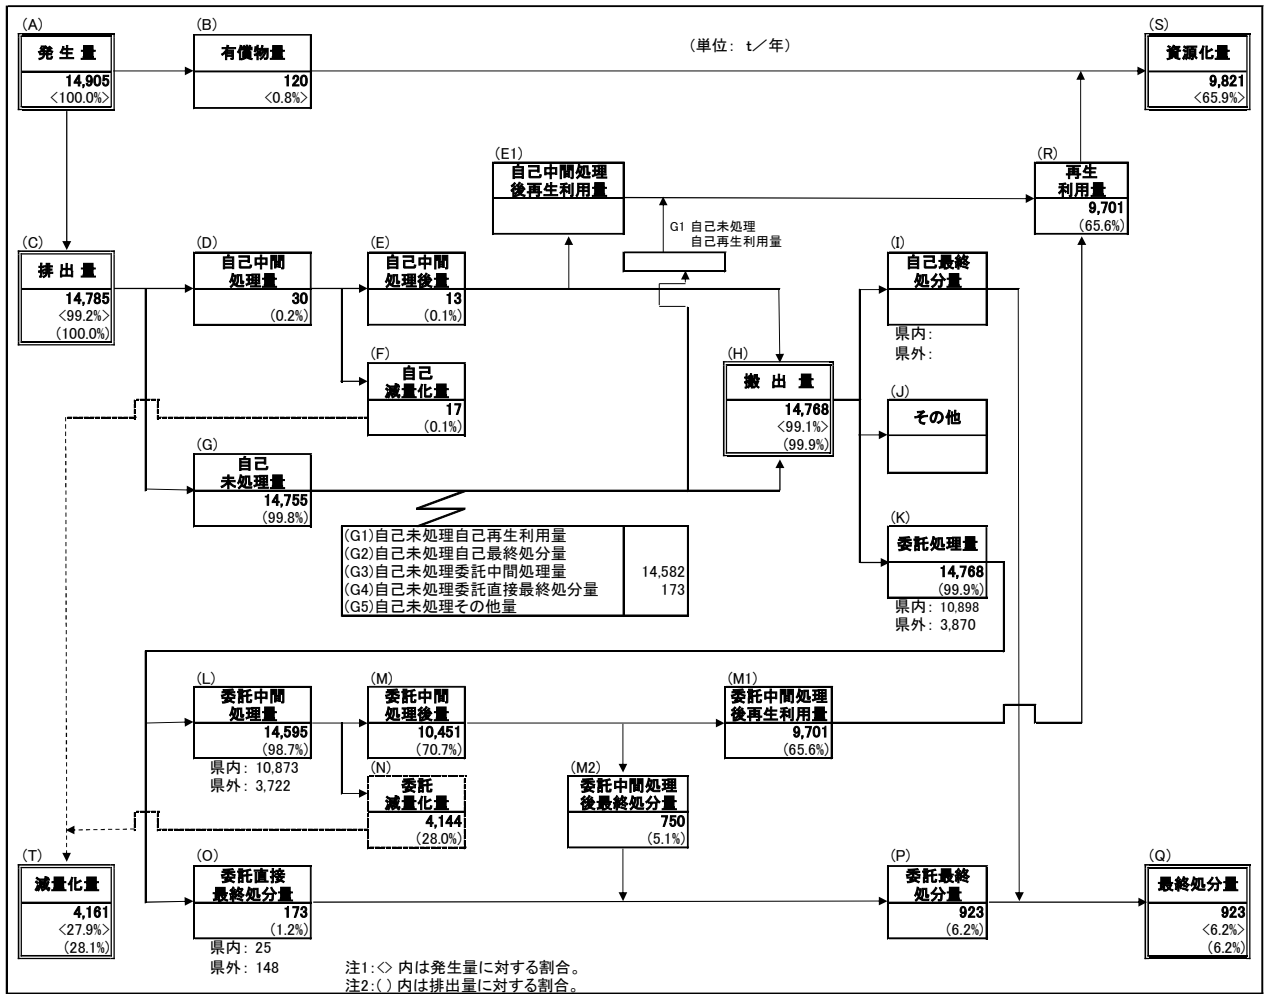 (A)
発 生 量
14,905
<100.0%>
(B)
有償物量
120
<0.8%>
（単位： t／年）
(S)
資源化量
9,821
<65.9%>
(E1)
自己中間処理
後再生利用量
(R)
再生
利用量
9,701
(65.6%)
G1 自己未処理
自己再生利用量
(C)
排 出 量
14,785
<99.2%>
(100.0%)
(D)
自己中間
処理量
30
(0.2%)
(E)
自己中間
処理後量
13
(0.1%)
(I)
自己最終
処分量
県内：
県外：
(F)
自己
減量化量
17
(0.1%)
(H)
搬 出 量
14,768
<99.1%>
(99.9%)
(J)
その他
(G)
自己
未処理量
14,755
(99.8%)
(G1)自己未処理自己再生利用量
(G2)自己未処理自己最終処分量
(G3)自己未処理委託中間処理量 14,582
(G4)自己未処理委託直接最終処分量 173
(G5)自己未処理その他量
(K)
委託処理量
14,768
(99.9%)
県内： 10,898
県外： 3,870
(L)
委託中間
処理量
14,595
(98.7%)
県内： 10,873
県外： 3,722
(M)
委託中間
処理後量
10,451
(70.7%)
(M1)
委託中間処理
後再生利用量
9,701
(65.6%)
(N)
委託
減量化量
4,144
(28.0%)
(M2)
委託中間処理
後最終処分量
750
(5.1%)
(T)
減量化量
4,161
<27.9%>
(28.1%)
(O)
委託直接
最終処分量
173
(1.2%)
県内： 25
県外： 148
(P)
委託最終
処分量
923
(6.2%)
(Q)
最終処分量
923
<6.2%>
(6.2%)
注1：<> 内は発生量に対する割合。
注2：( ) 内は排出量に対する割合。